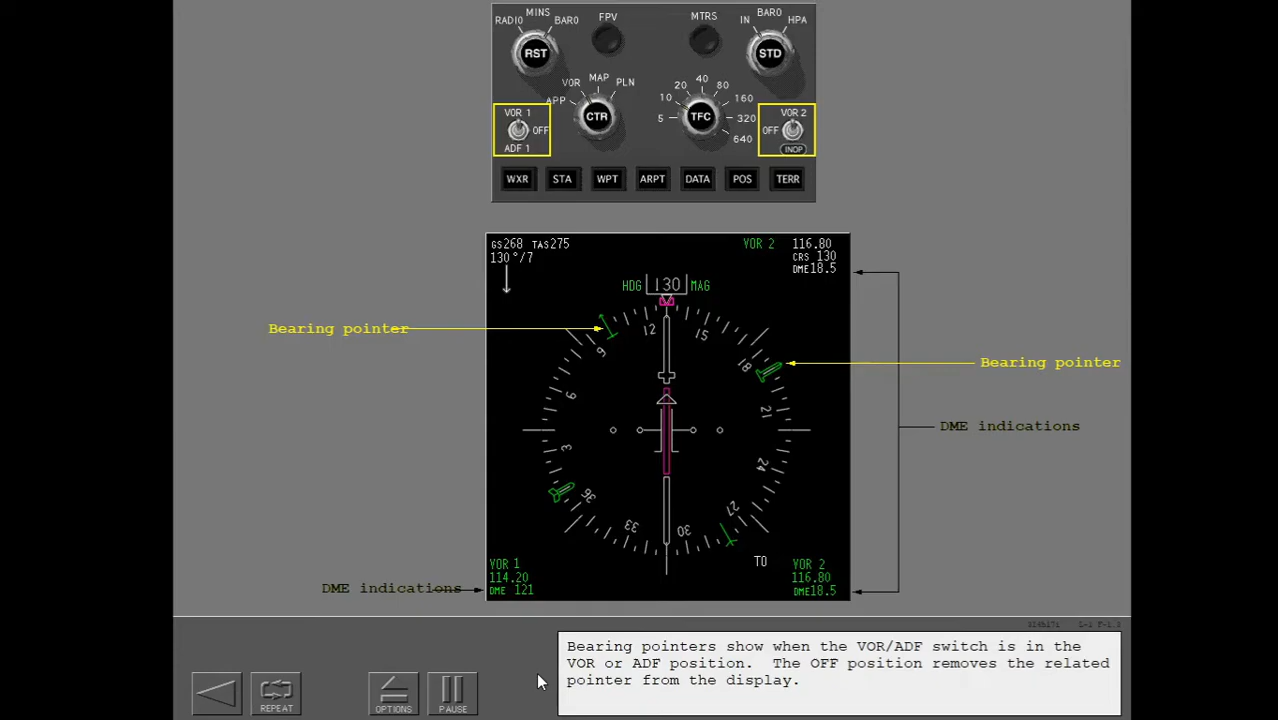 MINS
RADIO
BARO
RST
FPV
MTRS
BARO
IN
HPA
STD
VOR
MAP
PLN
APP
CTR
5
10
20
40
80
160
320
640
TFC
VOR 1
OFF
ADF 1
VOR 2
OFF
INOP
WXR
STA
WPT
ARPT
DATA
POS
TERR
GS268 TAS275
130°/7
VOR 2 116.80
CRS 130
DME18.5
HDG 130 MAG
12
15
18
21
24
27
30
33
36
3
6
9
TO
Bearing pointer
Bearing pointer
DME indications
DME indications
VOR 1
114.20
DME 121
VOR 2
116.80
DME18.5
Bearing pointers show when the VOR/ADF switch is in the
VOR or ADF position. The OFF position removes the related
pointer from the display.
REPEAT
OPTIONS
PAUSE